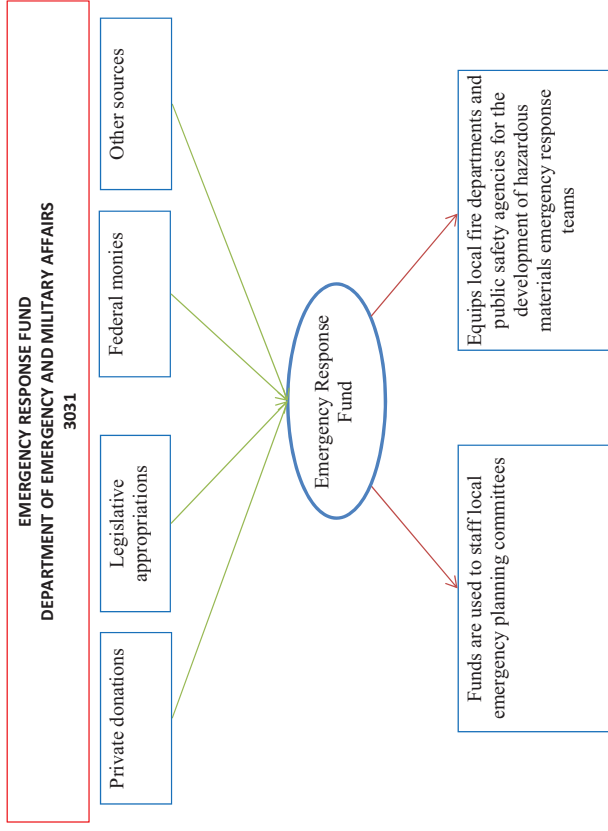 EMERGENCY RESPONSE FUND
DEPARTMENT OF EMERGENCY AND MILITARY AFFAIRS
3031
Private donations
Legislative
appropriations
Federal monies
Other sources
Emergency Response
Fund
Funds are used to staff local
emergency planning committees
Equips local fire departments and
public safety agencies for the
development of hazardous
materials emergency response
teams